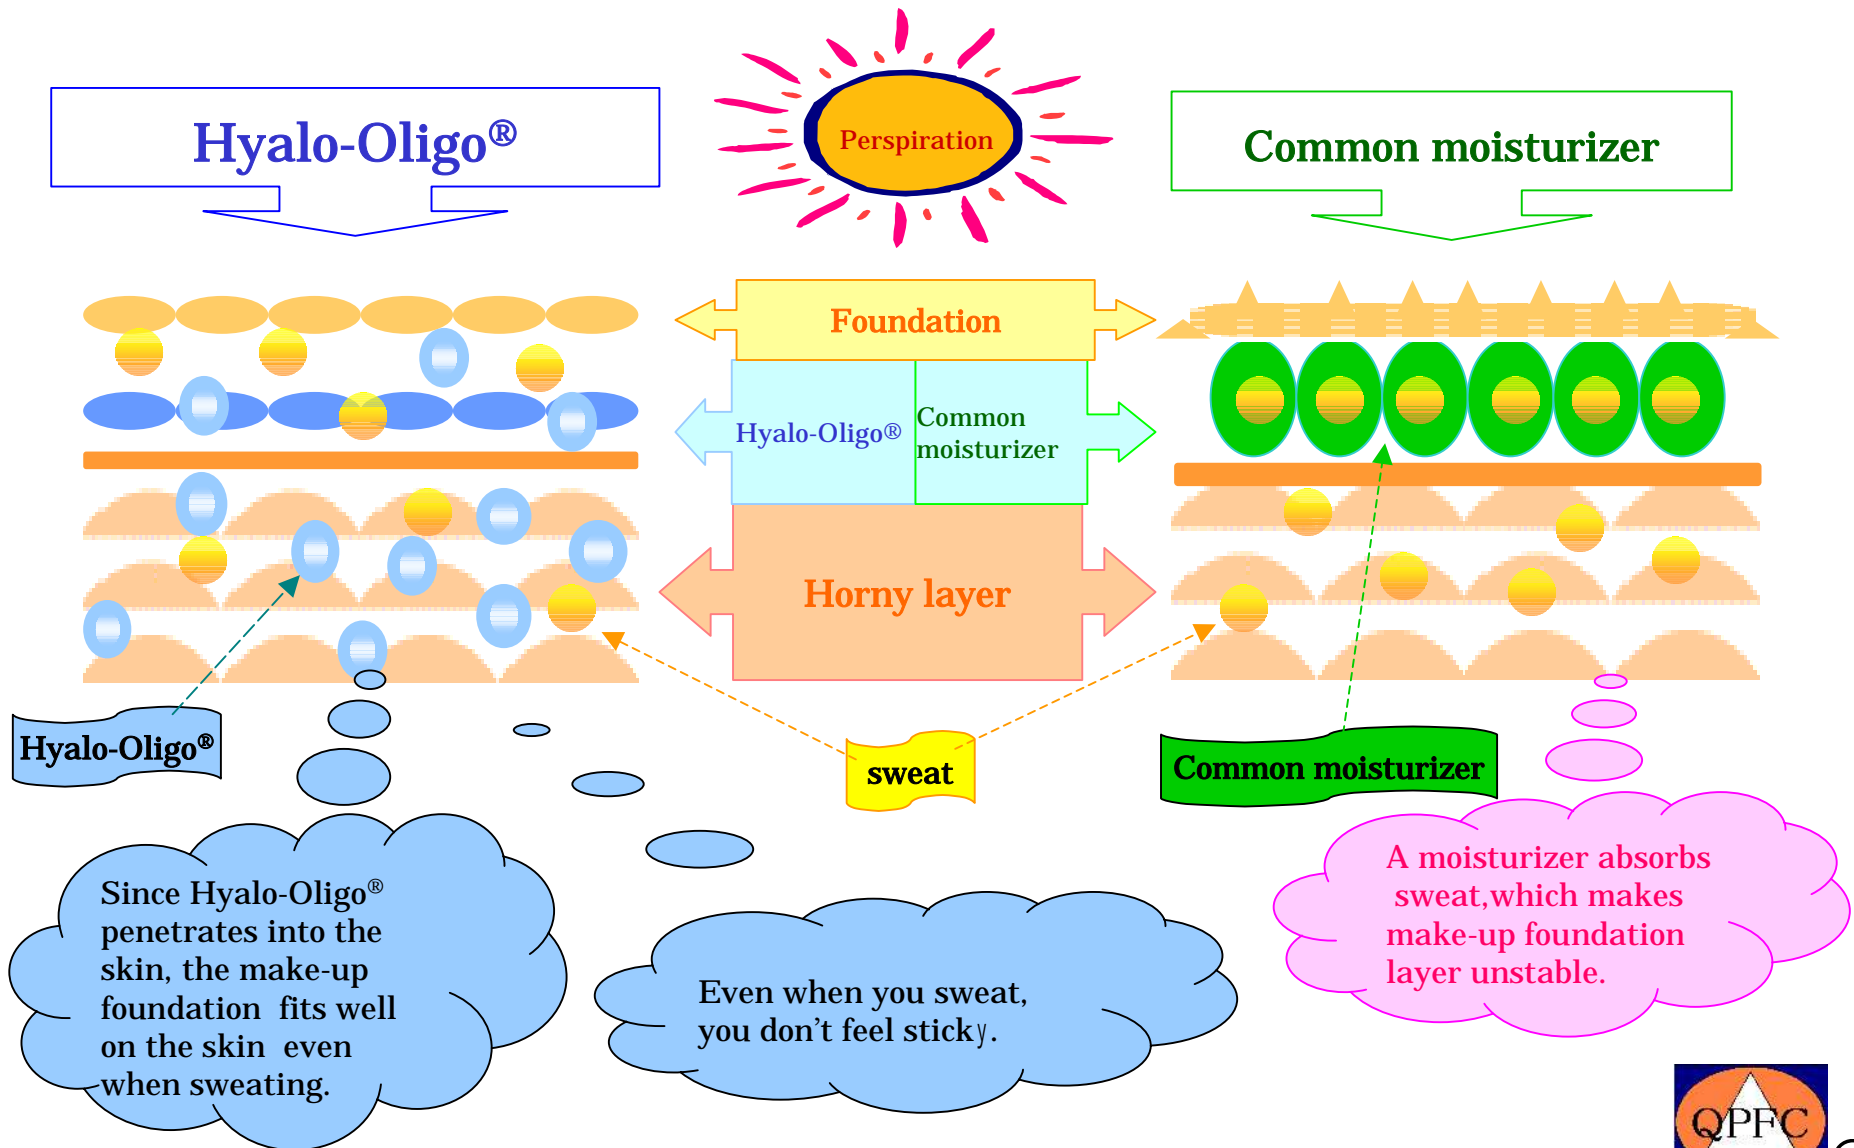 Hyalo-Oligo®
Perspiration
Common moisturizer
Foundation
Hyalo-Oligo®
Common
moisturizer
Horny layer
Hyalo-Oligo®
sweat
Common moisturizer
Since Hyalo-Oligo®
penetrates into the
skin, the make-up
foundation fits well
on the skin even
when sweating.
Even when you sweat,
you don't feel sticky.
A moisturizer absorbs
sweat,which makes
make-up foundation
layer unstable.
QPFC